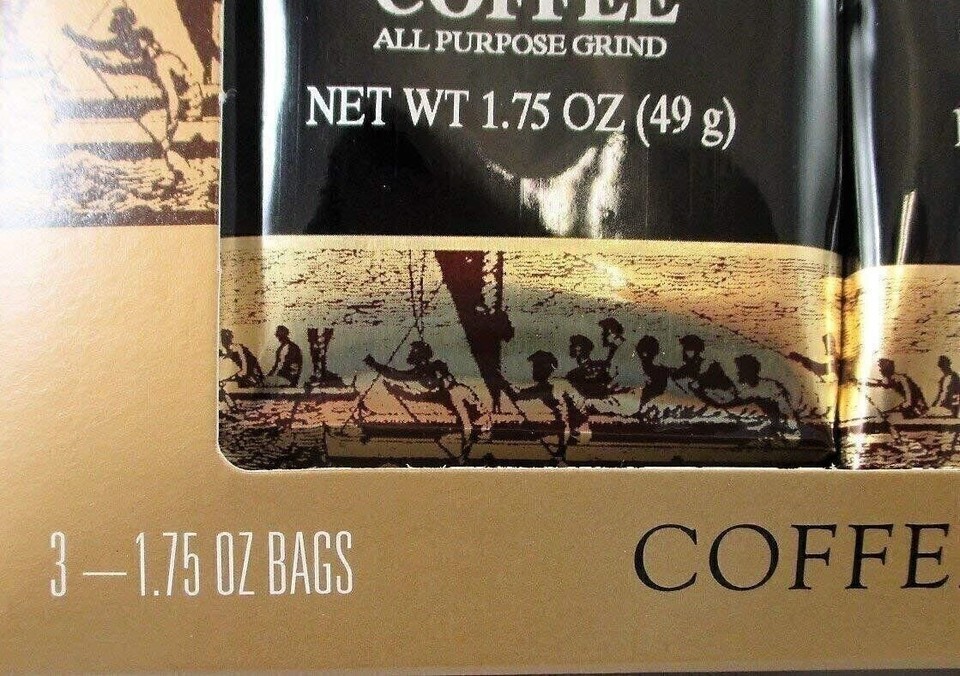 COFFEE
ALL PURPOSE GRIND
NET WT 1.75 OZ (49 g)
3 — 1.75 OZ BAGS
COFFE